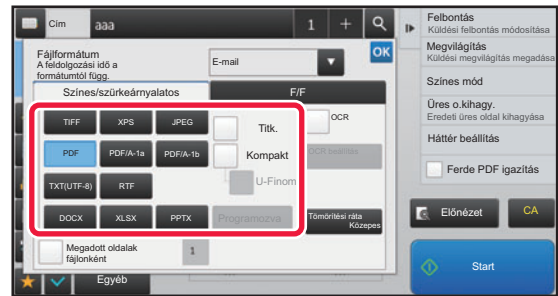 Cím
aaa
1
Fájlformátum
A feldolgozási idő a
formátumtól függ.
E-mail
OK
Színes/szürkeárnyalatos
F/F
TIFF
XPS
JPEG
Titk.
OCR
PDF
PDF/A-1a
PDF/A-1b
Kompakt
OCR beállítás
TXT(UTF-8)
RTF
U-Finom
DOCX
XLSX
PPTX
Programozva
Tömörítési ráta
Közepes
Megadott oldalak
fájlonként
1
Egyéb
Felbontás
Küldési felbontás módosítása
Megvilágítás
Küldési megvilágítás megadása
Színes mód
Üres o.kihagy.
Eredeti üres oldal kihagyása
Háttér beállítás
Ferde PDF igazítás
Előnézet
CA
Start